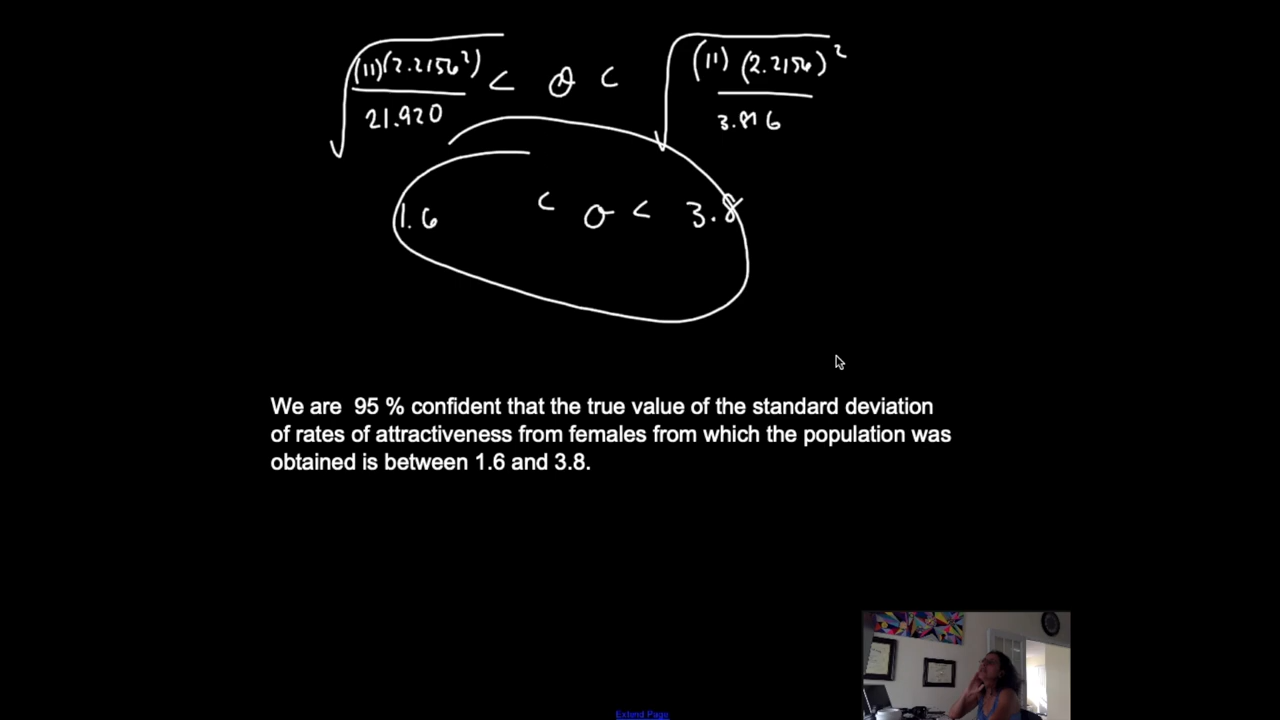 √((11)(2.2156²)/21.920) < σ < √((11)(2.2156)²/3.816)
1.6 < σ < 3.8
We are 95 % confident that the true value of the standard deviation
of rates of attractiveness from females from which the population was
obtained is between 1.6 and 3.8.
Extend Page